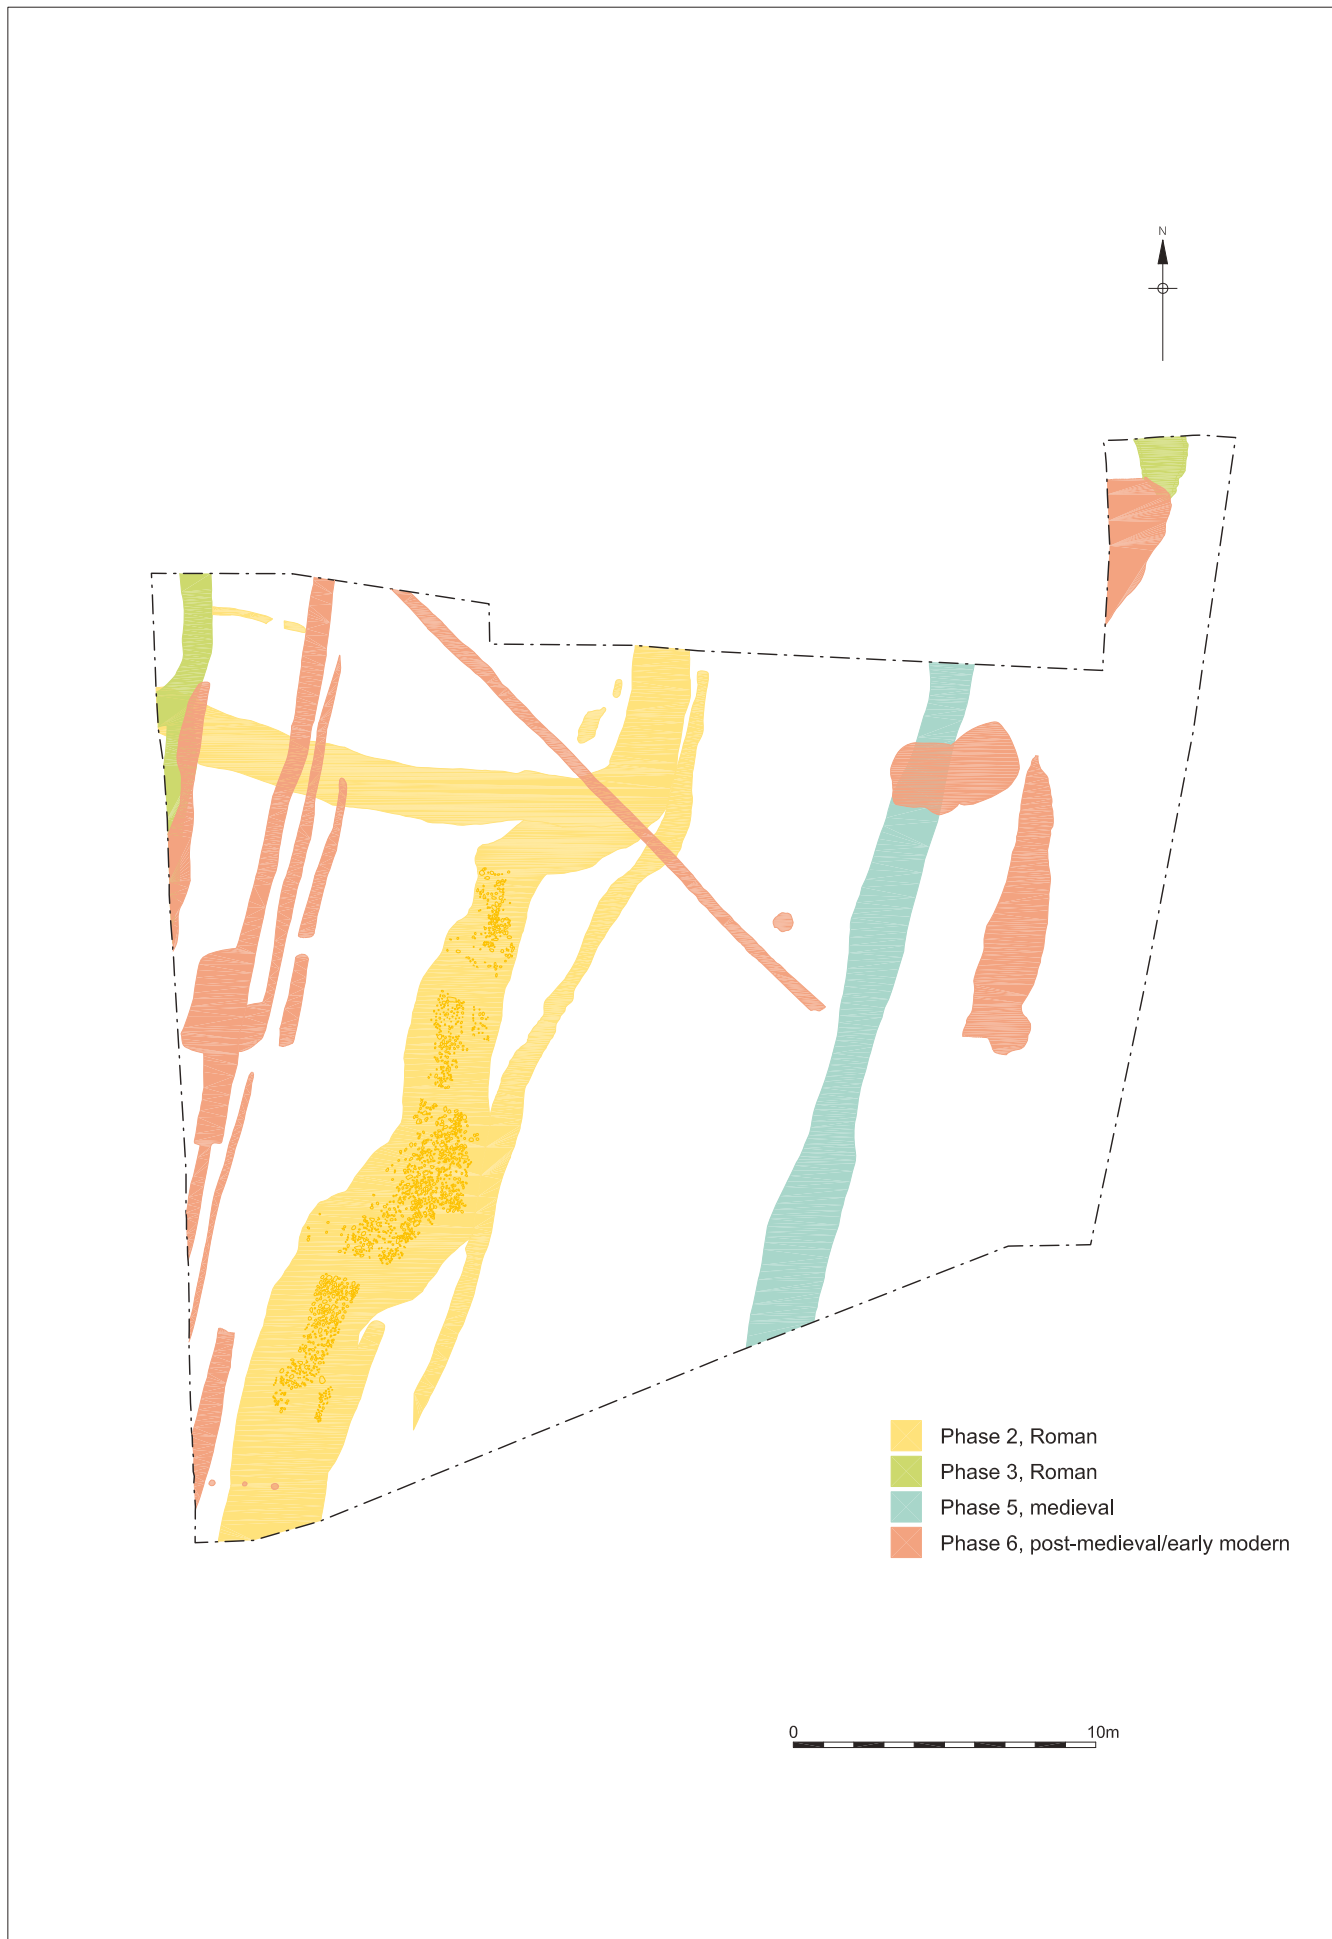 N
Phase 2, Roman
Phase 3, Roman
Phase 5, medieval
Phase 6, post-medieval/early modern
0 10m